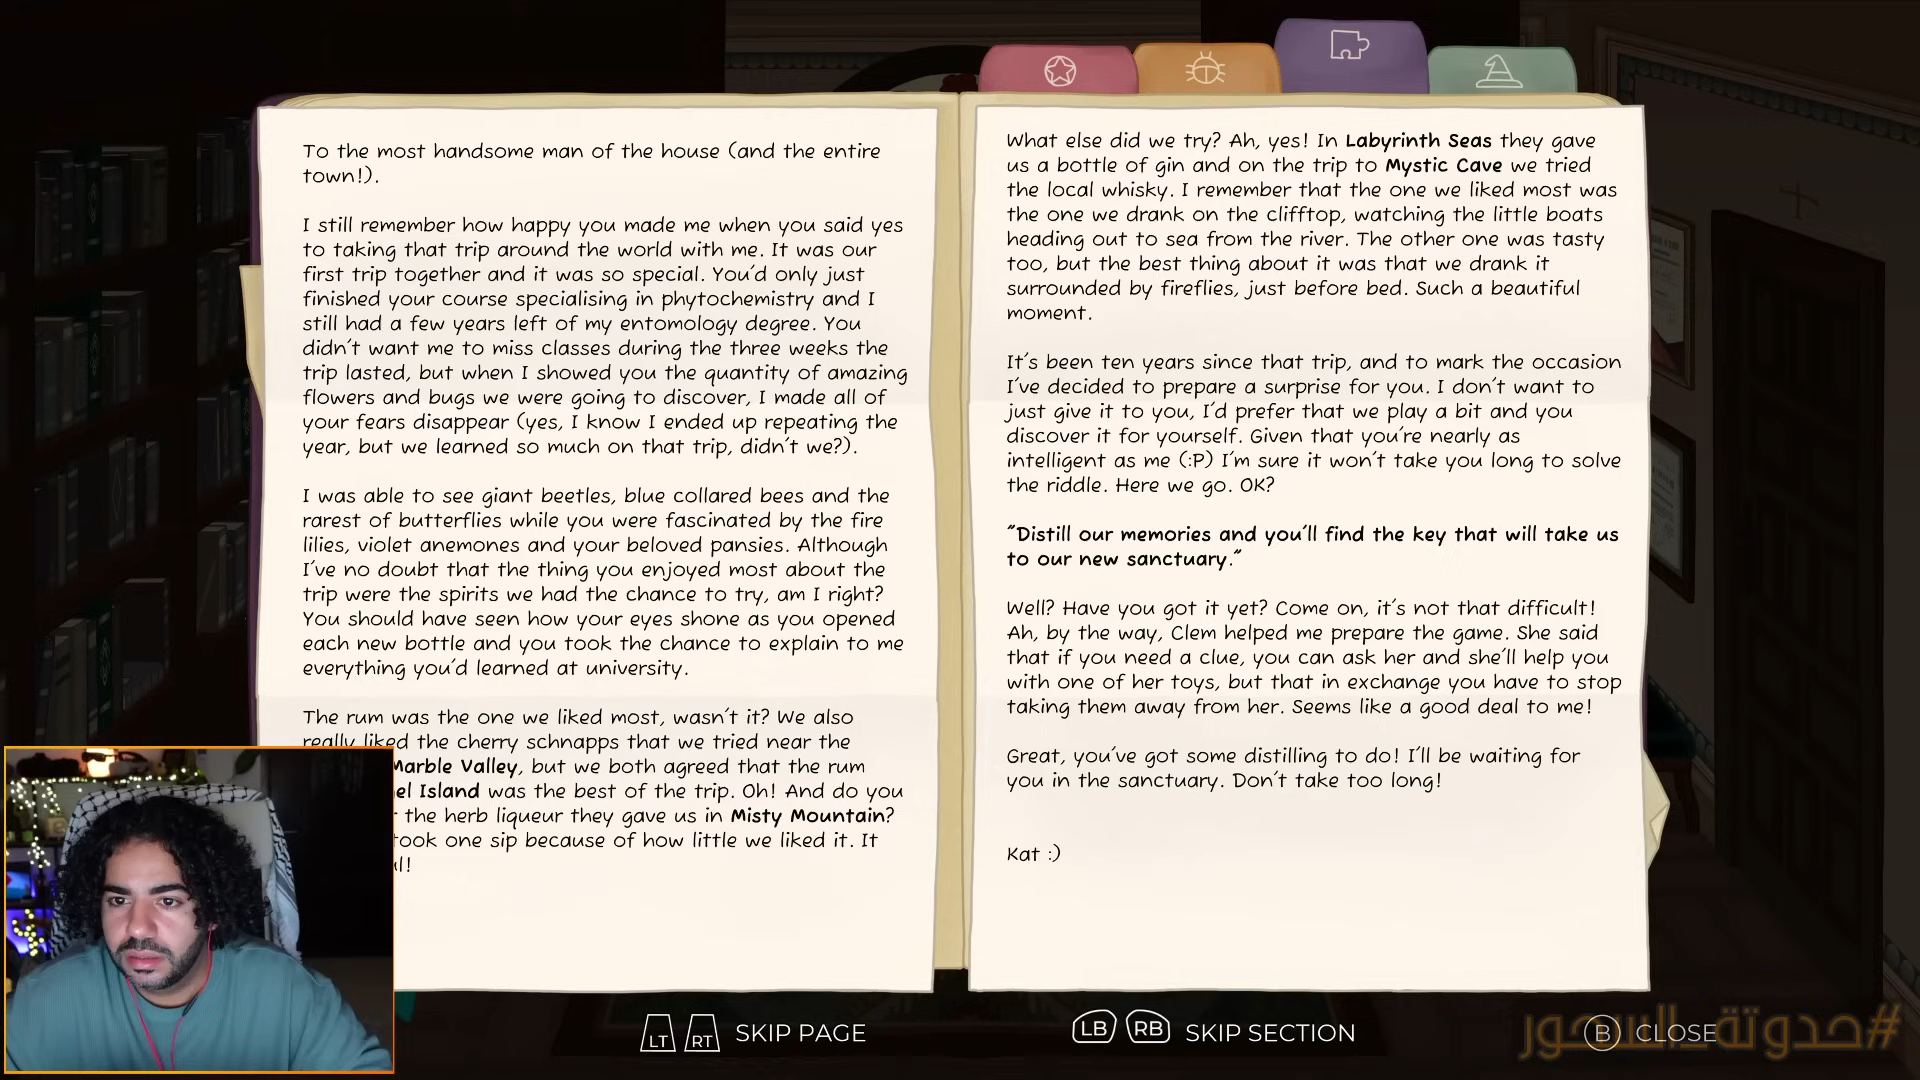 To the most handsome man of the house (and the entire
town!).
I still remember how happy you made me when you said yes
to taking that trip around the world with me. It was our
first trip together and it was so special. You'd only just
finished your course specialising in phytochemistry and I
still had a few years left of my entomology degree. You
didn't want me to miss classes during the three weeks the
trip lasted, but when I showed you the quantity of amazing
flowers and bugs we were going to discover, I made all of
your fears disappear (yes, I know I ended up repeating the
year, but we learned so much on that trip, didn't we?).
I was able to see giant beetles, blue collared bees and the
rarest of butterflies while you were fascinated by the fire
lilies, violet anemones and your beloved pansies. Although
I've no doubt that the thing you enjoyed most about the
trip were the spirits we had the chance to try, am I right?
You should have seen how your eyes shone as you opened
each new bottle and you took the chance to explain to me
everything you'd learned at university.
The rum was the one we liked most, wasn't it? We also
really liked the cherry schnapps that we tried near the
Marble Valley, but we both agreed that the rum
Island was the best of the trip. Oh! And do you
the herb liqueur they gave us in Misty Mountain?
took one sip because of how little we liked it. It
What else did we try? Ah, yes! In Labyrinth Seas they gave
us a bottle of gin and on the trip to Mystic Cave we tried
the local whisky. I remember that the one we liked most was
the one we drank on the clifftop, watching the little boats
heading out to sea from the river. The other one was tasty
too, but the best thing about it was that we drank it
surrounded by fireflies, just before bed. Such a beautiful
moment.
It's been ten years since that trip, and to mark the occasion
I've decided to prepare a surprise for you. I don't want to
just give it to you, I'd prefer that we play a bit and you
discover it for yourself. Given that you're nearly as
intelligent as me (:P) I'm sure it won't take you long to solve
the riddle. Here we go. OK?
"Distill our memories and you'll find the key that will take us
to our new sanctuary."
Well? Have you got it yet? Come on, it's not that difficult!
Ah, by the way, Clem helped me prepare the game. She said
that if you need a clue, you can ask her and she'll help you
with one of her toys, but that in exchange you have to stop
taking them away from her. Seems like a good deal to me!
Great, you've got some distilling to do! I'll be waiting for
you in the sanctuary. Don't take too long!
Kat :)
LT RT SKIP PAGE
LB RB SKIP SECTION
B CLOSE
#حدوتة_السحور